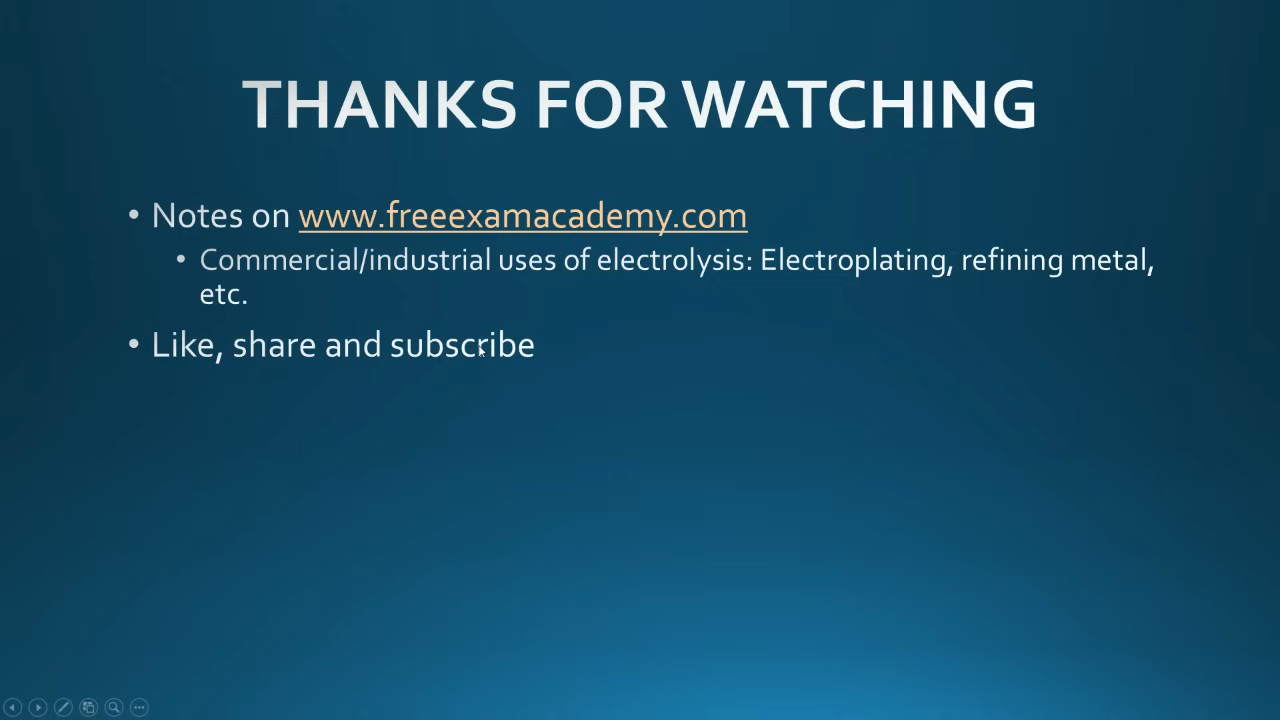 THANKS FOR WATCHING
• Notes on www.freeexamacademy.com
• Commercial/industrial uses of electrolysis: Electroplating, refining metal,
etc.
• Like, share and subscribe